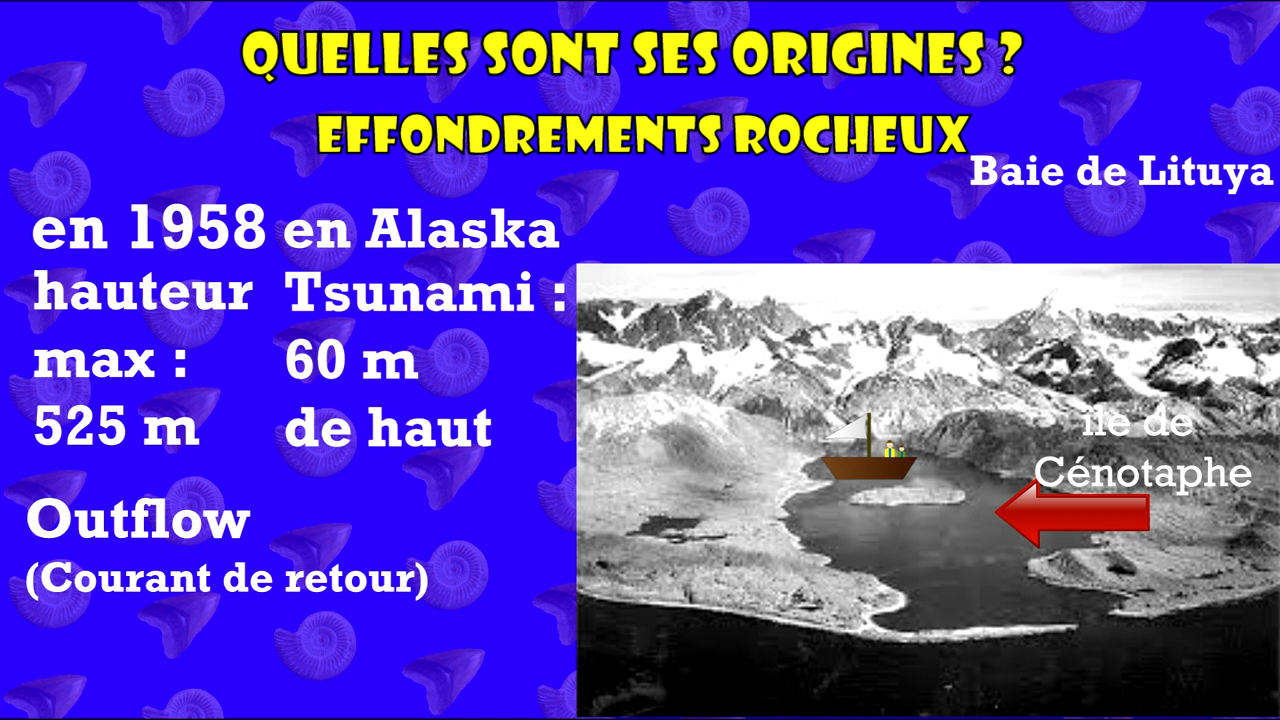 QUELLES SONT SES ORIGINES ?
EFFONDREMENTS ROCHEUX
Baie de Lituya
en 1958
hauteur
max :
525 m
en Alaska
Tsunami :
60 m
de haut
île de
Cénotaphe
Outflow
(Courant de retour)